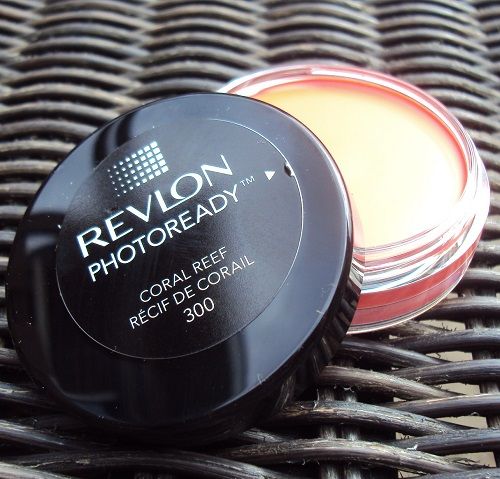 REVLON
PHOTOREADY™
CORAL REEF
RÉCIF DE CORAIL
300